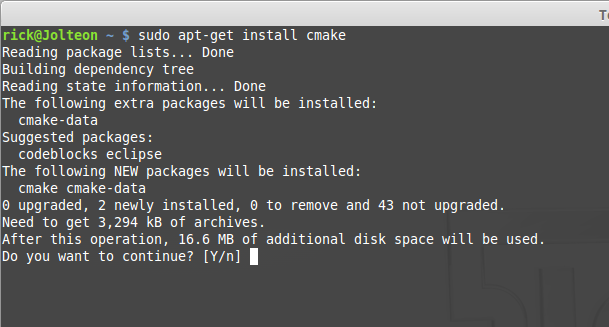 Te
rick@Jolteon ~ $ sudo apt-get install cmake
Reading package lists... Done
Building dependency tree
Reading state information... Done
The following extra packages will be installed:
  cmake-data
Suggested packages:
  codeblocks eclipse
The following NEW packages will be installed:
  cmake cmake-data
0 upgraded, 2 newly installed, 0 to remove and 43 not upgraded.
Need to get 3,294 kB of archives.
After this operation, 16.6 MB of additional disk space will be used.
Do you want to continue? [Y/n]